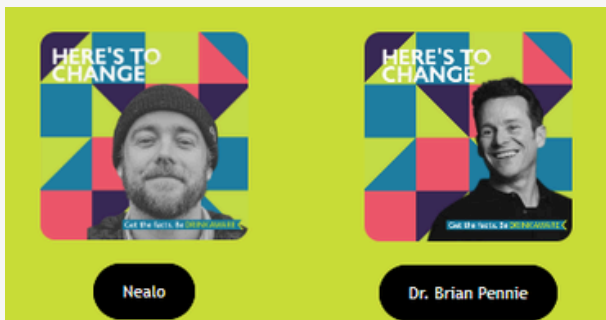 HERE'S TO
CHANGE
Get the facts. Be DRINKAWARE
Nealo
HERE'S TO
CHANGE
Get the facts. Be DRINKAWARE
Dr. Brian Pennie